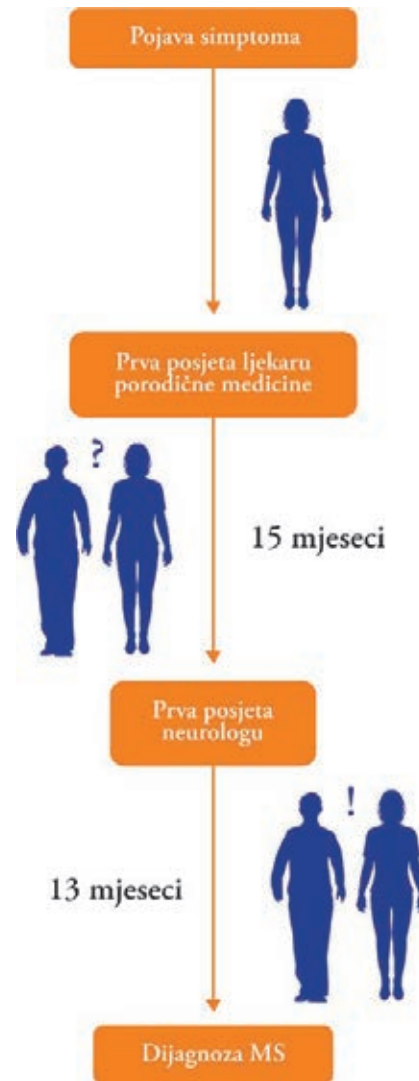 Pojava simptoma
Prva posjeta ljekaru
porodične medicine
?
15 mjeseci
Prva posjeta
neurologu
!
13 mjeseci
Dijagnoza MS